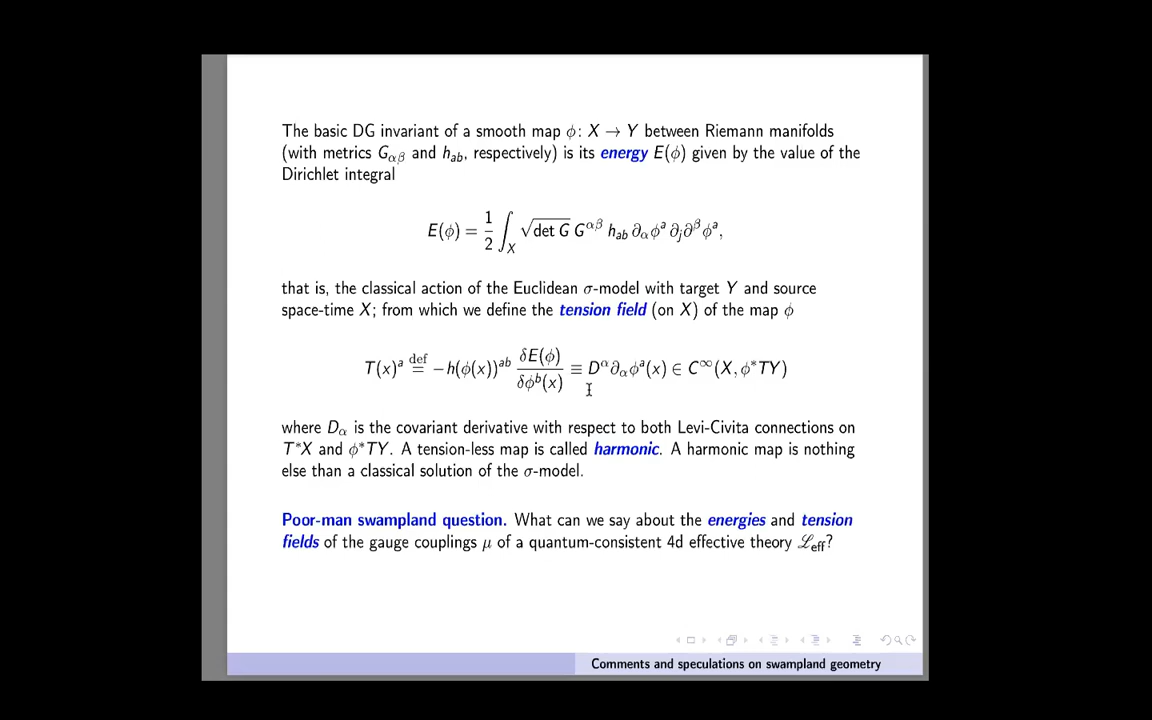 The basic DG invariant of a smooth map ϕ: X → Y between Riemann manifolds
(with metrics G_{αβ} and h_{ab}, respectively) is its energy E(ϕ) given by the value of the
Dirichlet integral
E(ϕ) = 1/2 ∫_X √det G G^{αβ} h_{ab} ∂_αϕ^a ∂_j∂^βϕ^a,
that is, the classical action of the Euclidean σ-model with target Y and source
space-time X; from which we define the tension field (on X) of the map ϕ
T(x)^a def= −h(ϕ(x))^{ab} δE(ϕ)/δϕ^b(x) ≡ D^α∂_αϕ^a(x) ∈ C^∞(X, ϕ*TY)
where D_α is the covariant derivative with respect to both Levi-Civita connections on
T*X and ϕ*TY. A tension-less map is called harmonic. A harmonic map is nothing
else than a classical solution of the σ-model.
Poor-man swampland question. What can we say about the energies and tension
fields of the gauge couplings μ of a quantum-consistent 4d effective theory ℒ_eff?
Comments and speculations on swampland geometry